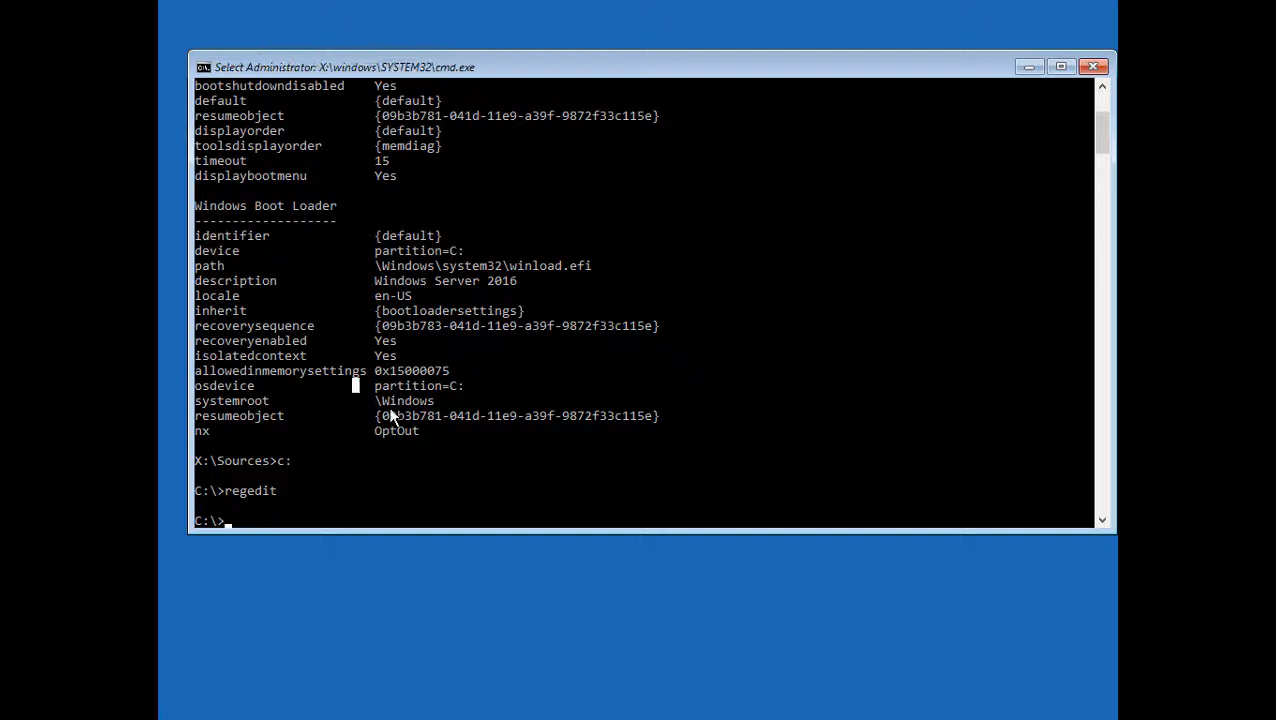 Select Administrator: X:\windows\SYSTEM32\cmd.exe
bootshutdowndisabled Yes
default {default}
resumeobject {09b3b781-041d-11e9-a39f-9872f33c115e}
displayorder {default}
toolsdisplayorder {memdiag}
timeout 15
displaybootmenu Yes
Windows Boot Loader
-------------------
identifier {default}
device partition=C:
path \Windows\system32\winload.efi
description Windows Server 2016
locale en-US
inherit {bootloadersettings}
recoverysequence {09b3b783-041d-11e9-a39f-9872f33c115e}
recoveryenabled Yes
isolatedcontext Yes
allowedinmemorysettings 0x15000075
osdevice partition=C:
systemroot \Windows
resumeobject {09b3b781-041d-11e9-a39f-9872f33c115e}
nx OptOut
X:\Sources>c:
C:\>regedit
C:\>